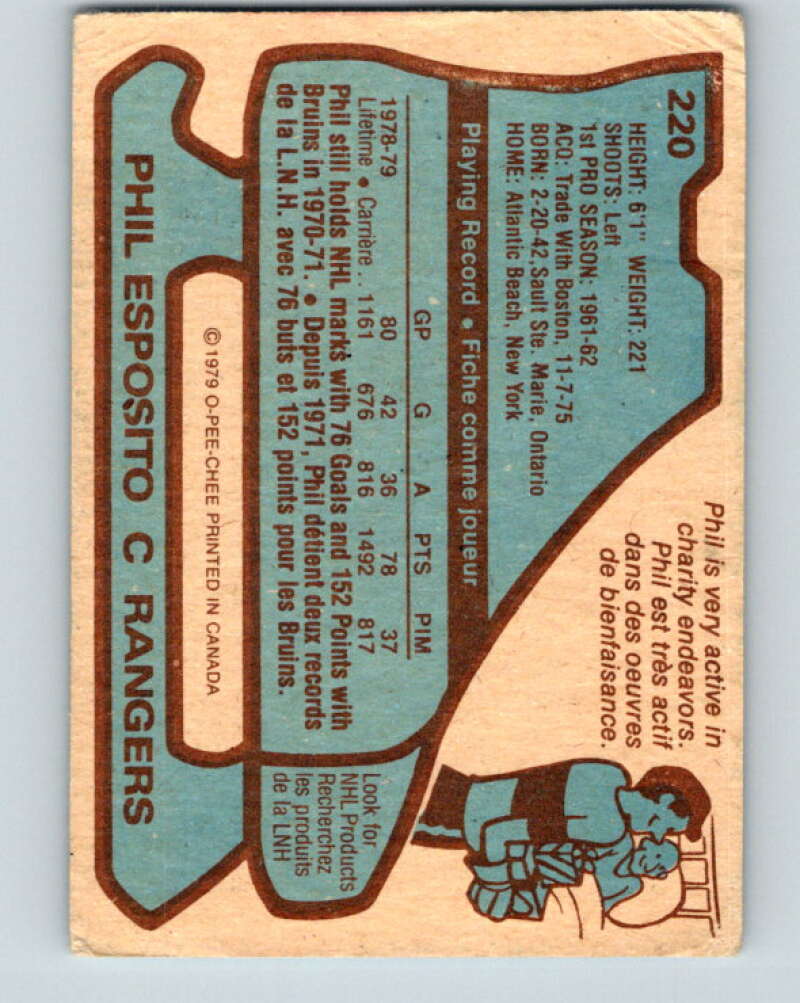 220
HEIGHT: 6'1" WEIGHT: 221
SHOOTS: Left
1st PRO SEASON: 1961-62
ACQ: Trade With Boston, 11-7-75
BORN: 2-20-42, Sault Ste. Marie, Ontario
HOME: Atlantic Beach, New York
Phil is very active in
charity endeavors.
Phil est très actif
dans des oeuvres
de bienfaisance.
Playing Record • Fiche comme joueur
GP G A PTS PIM
1978-79 80 42 36 78 37
Lifetime • Carrière .. 1161 676 816 1492 817
Phil still holds NHL marks with 76 Goals and 152 Points with
Bruins in 1970-71. • Depuis 1971, Phil détient deux records
de la L.N.H. avec 76 buts et 152 points pour les Bruins.
Look for
NHL Products
Recherchez
les produits
de la LNH
© 1979 O-PEE-CHEE PRINTED IN CANADA
PHIL ESPOSITO C RANGERS